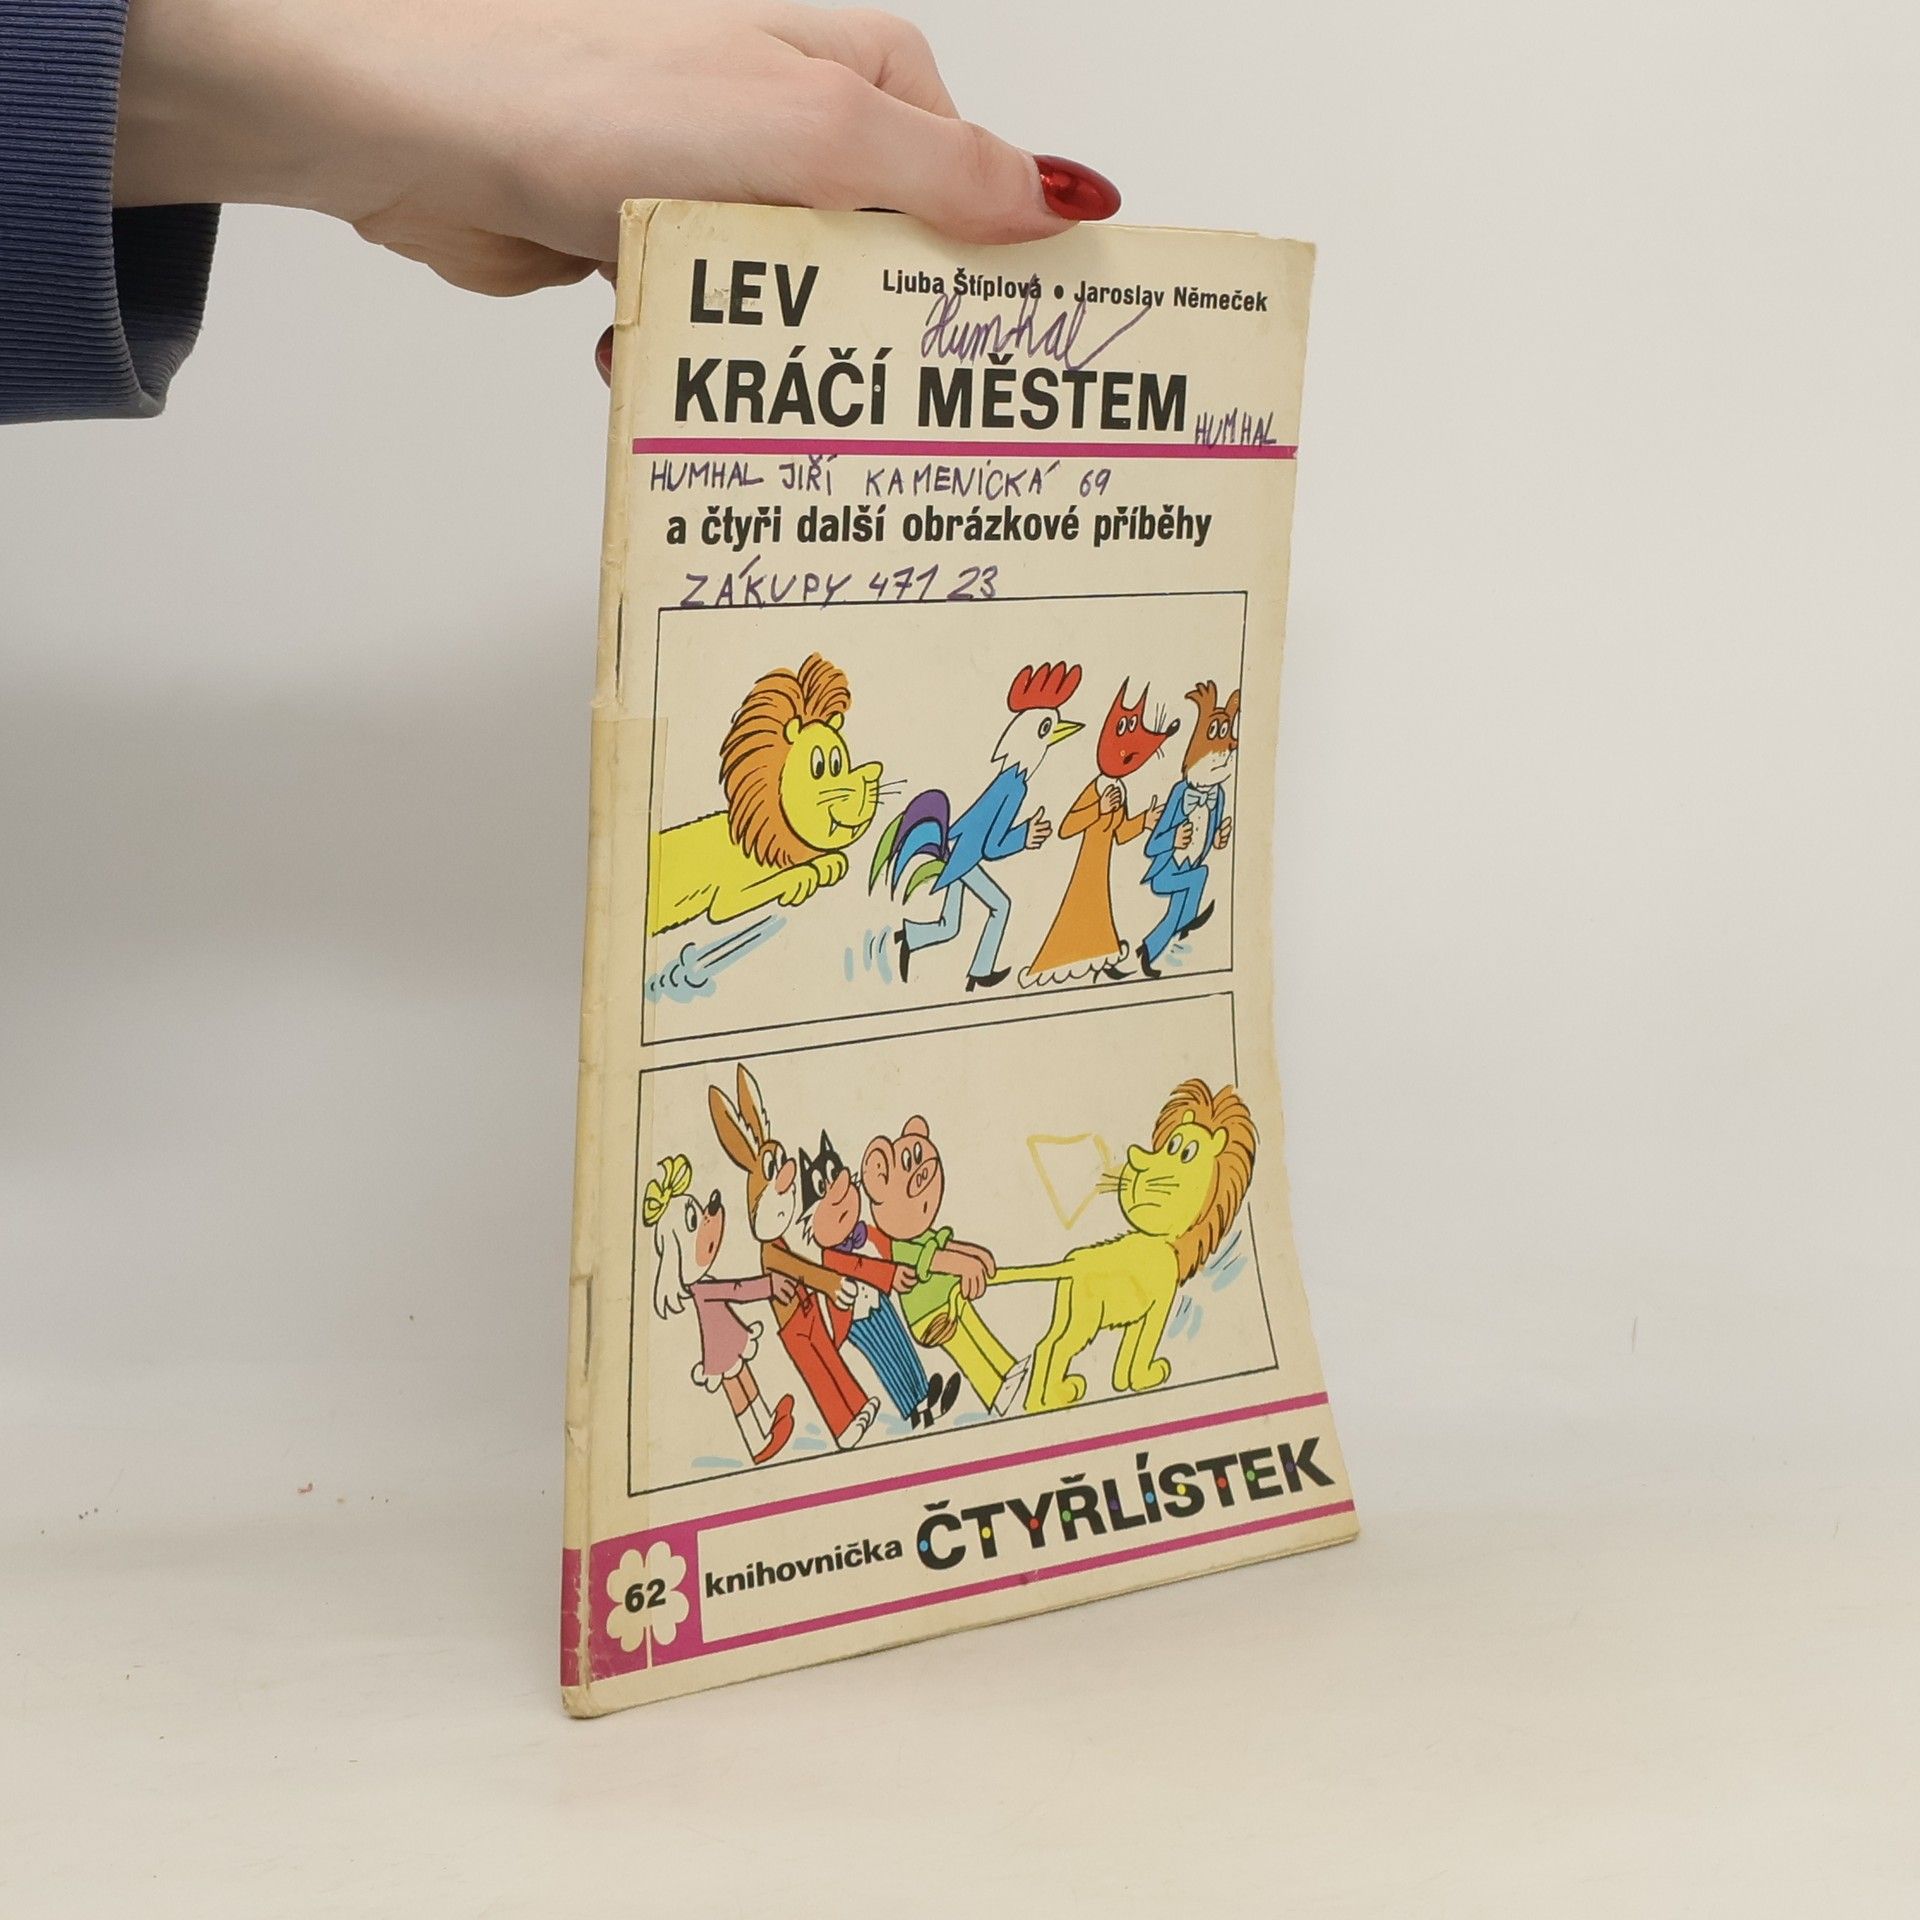 LEV
Ljuba Štíplová • Jaroslav Němeček
Humhal
KRÁČÍ MĚSTEM
HUMHAL
HUMHAL JIŘÍ KAMENICKÁ 69
a čtyři další obrázkové příběhy
ZÁKUPY 471 23
62
knihovnička ČTYŘLÍSTEK